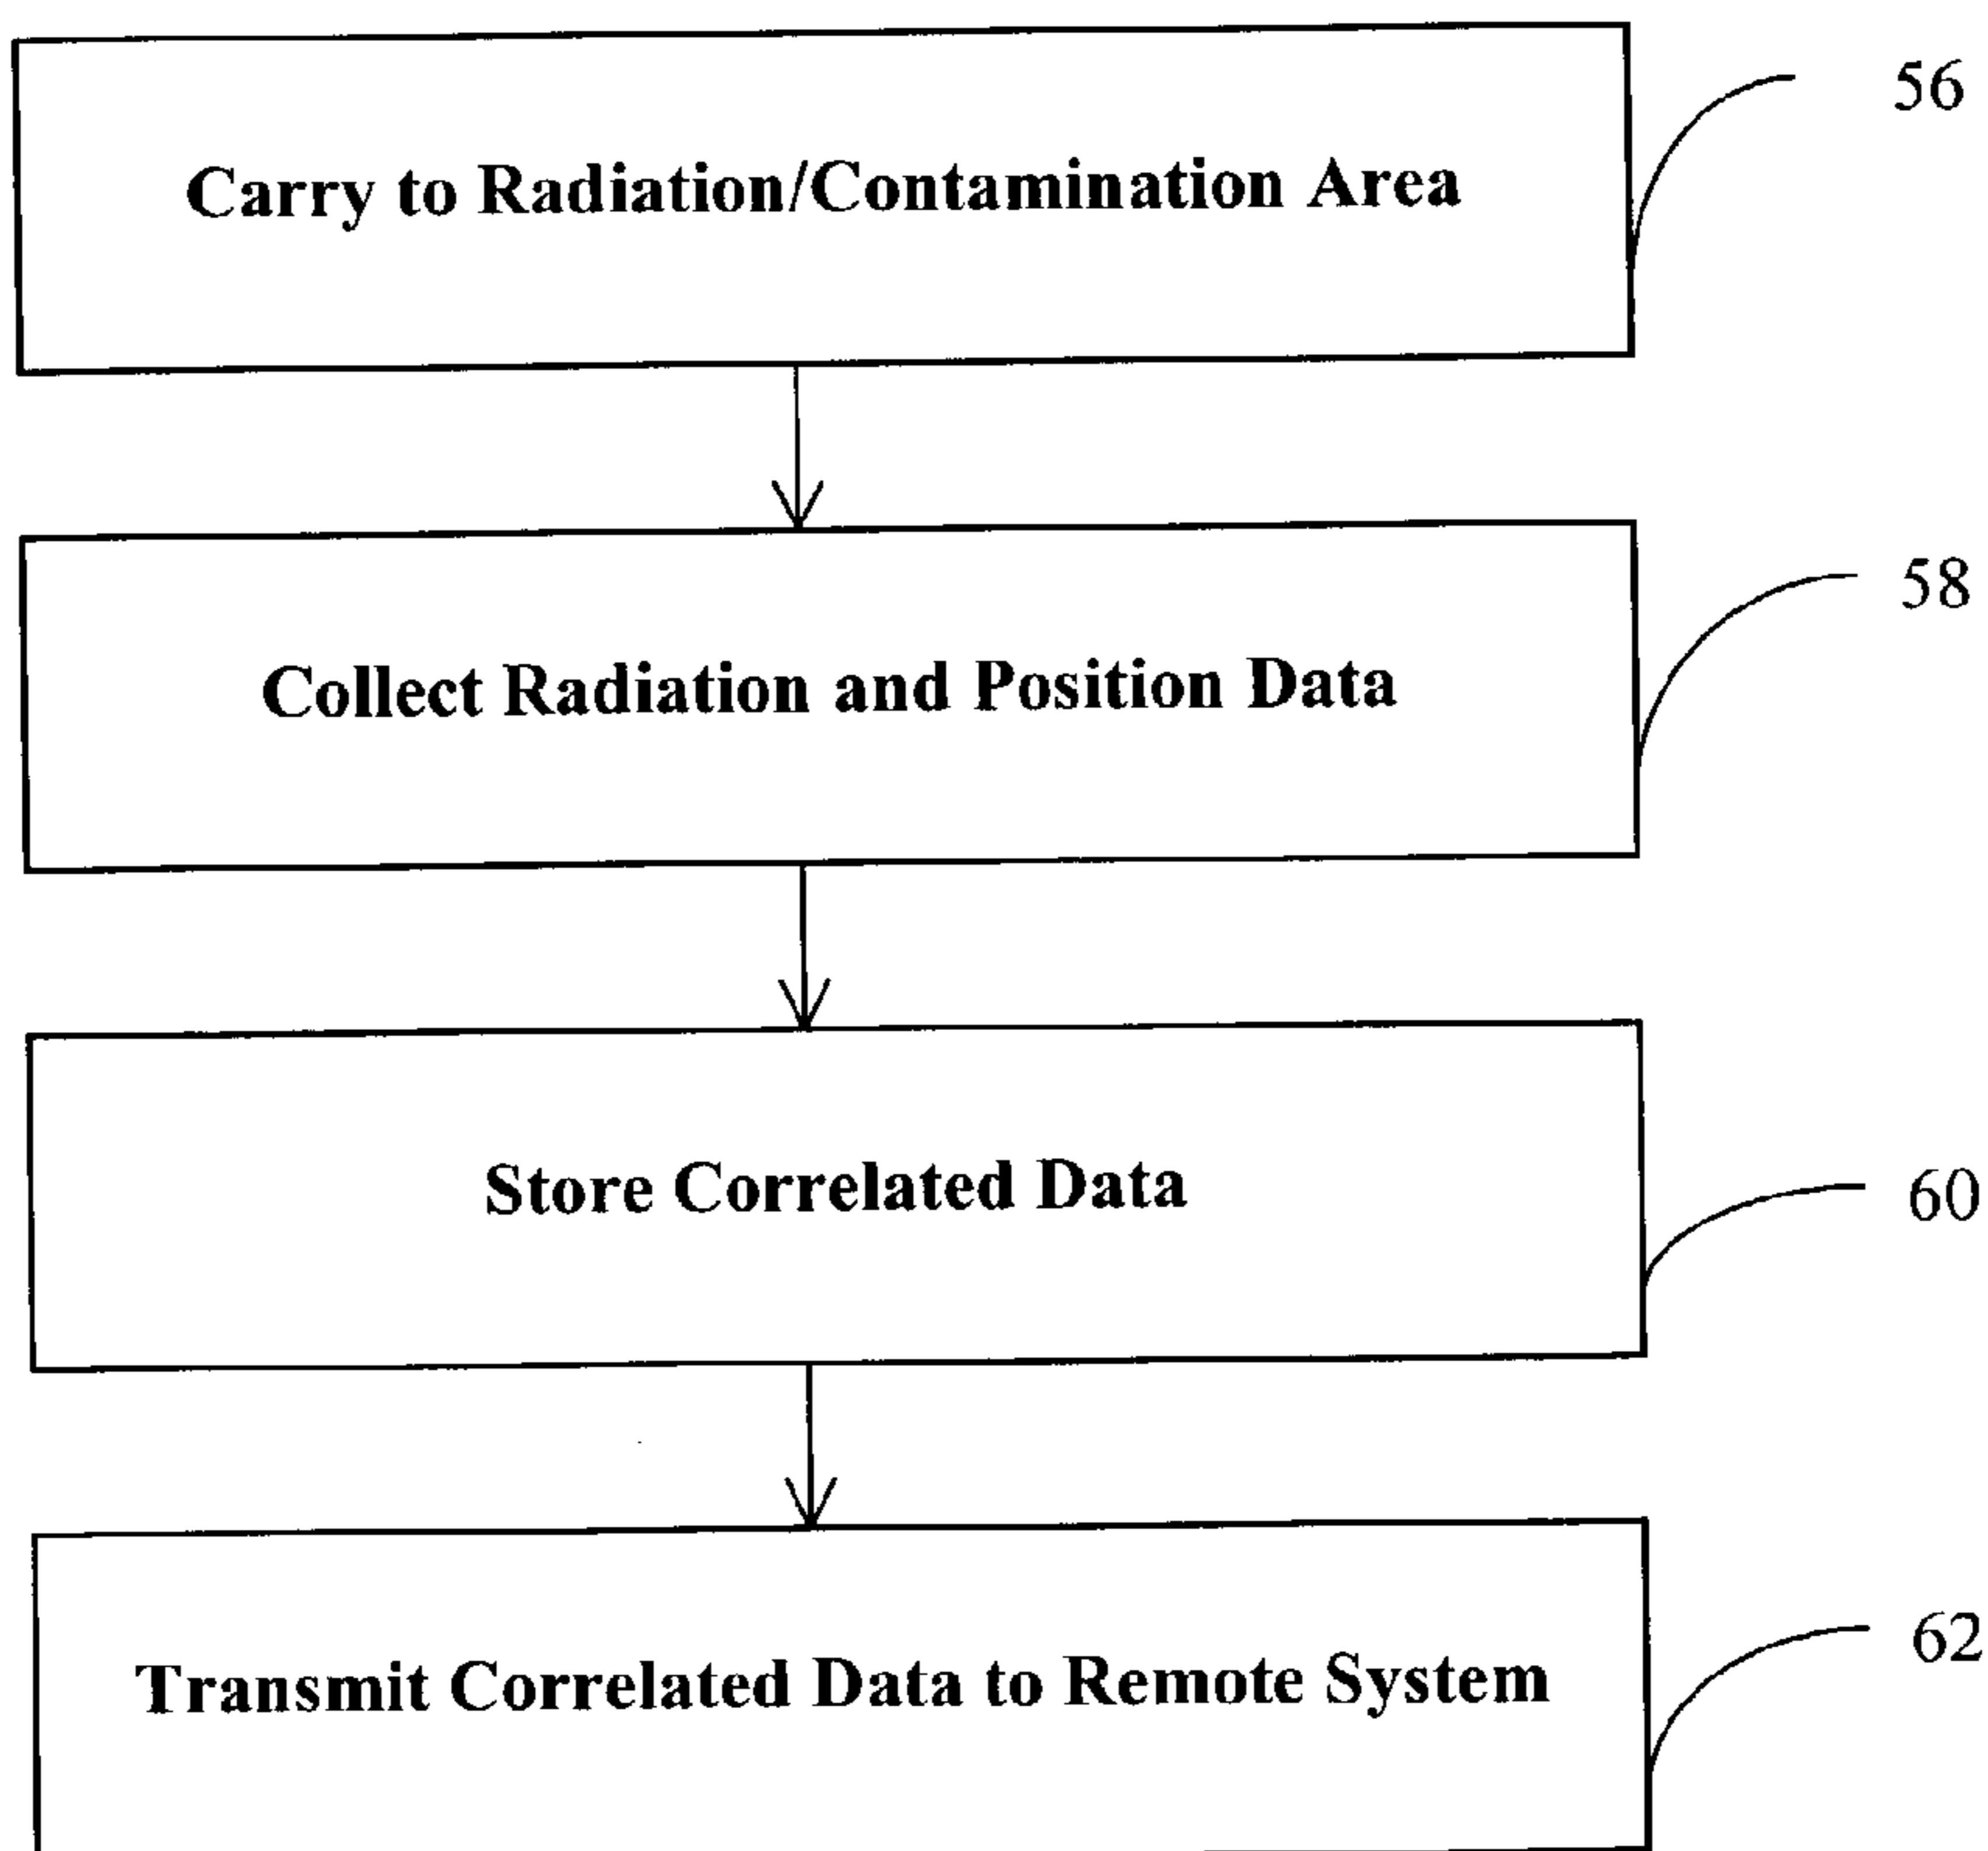 Carry to Radiation/Contamination Area
56
Collect Radiation and Position Data
58
Store Correlated Data
60
Transmit Correlated Data to Remote System
62